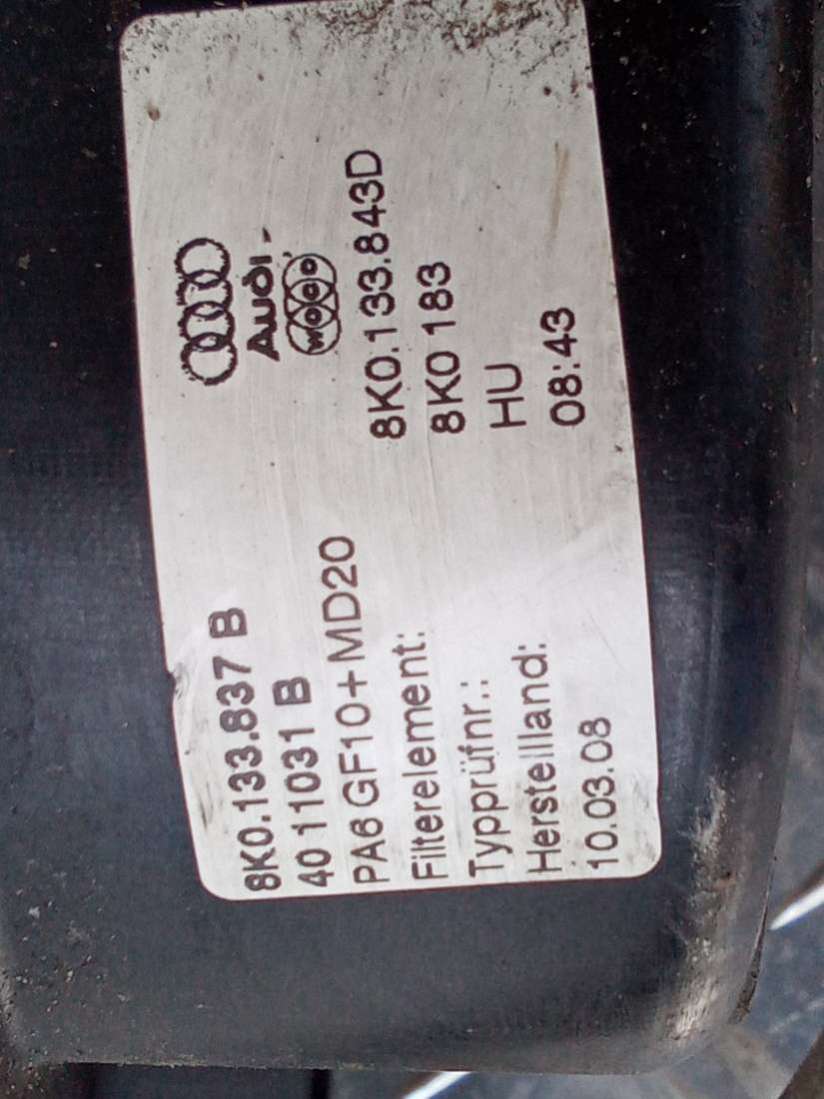 Audi
woco
8K0.133.837 B
40 11031 B
PA6 GF10+MD20
Filterelement: 8K0.133.843D
Typprüfnr.: 8K0 183
Herstellland: HU
10.03.08 08:43